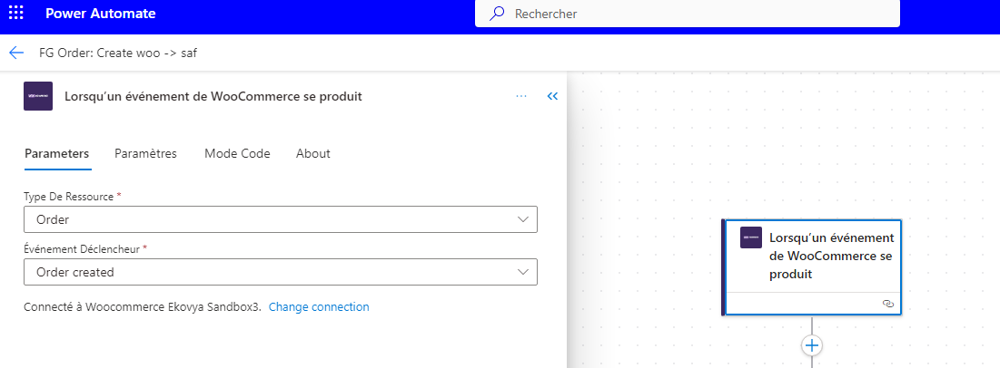 Power Automate
Rechercher
FG Order: Create woo -> saf
Lorsqu'un événement de WooCommerce se produit
Parameters Paramètres Mode Code About
Type De Ressource *
Order
Événement Déclencheur *
Order created
Connecté à Woocommerce Ekovya Sandbox3. Change connection
Lorsqu'un événement
de WooCommerce se
produit